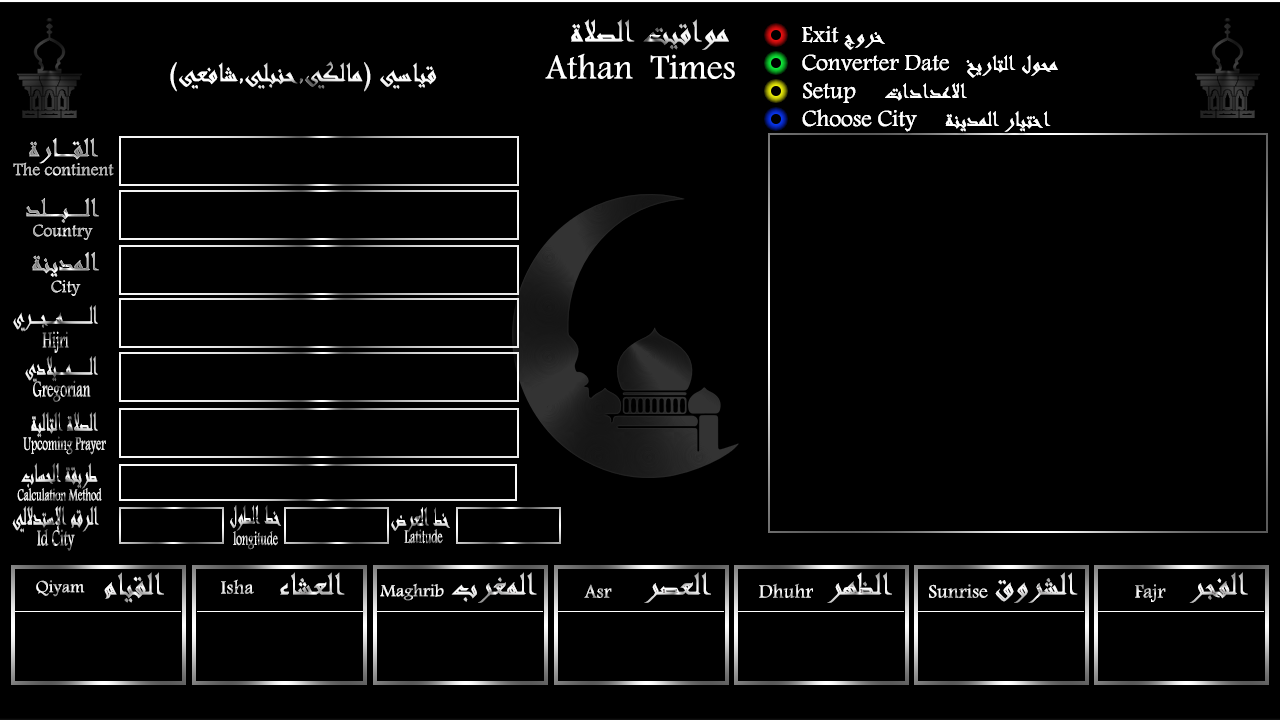 مواقيت الصلاة
Athan Times
قياسي (مالكي,حنبلي,شافعي)
Exit خروج
Converter Date محول التاريخ
Setup الاعدادات
Choose City اختيار المدينة
القارة
The continent
البلد
Country
المدينة
City
الهجري
Hijri
الميلادي
Gregorian
الصلاة التالية
Upcoming Prayer
طريقة الحساب
Calculation Method
الرقم الإستدلالي
Id City
خط الطول
longitude
خط العرض
Latitude
Qiyam القيام
Isha العشاء
Maghrib المغرب
Asr العصر
Dhuhr الظهر
Sunrise الشروق
Fajr الفجر